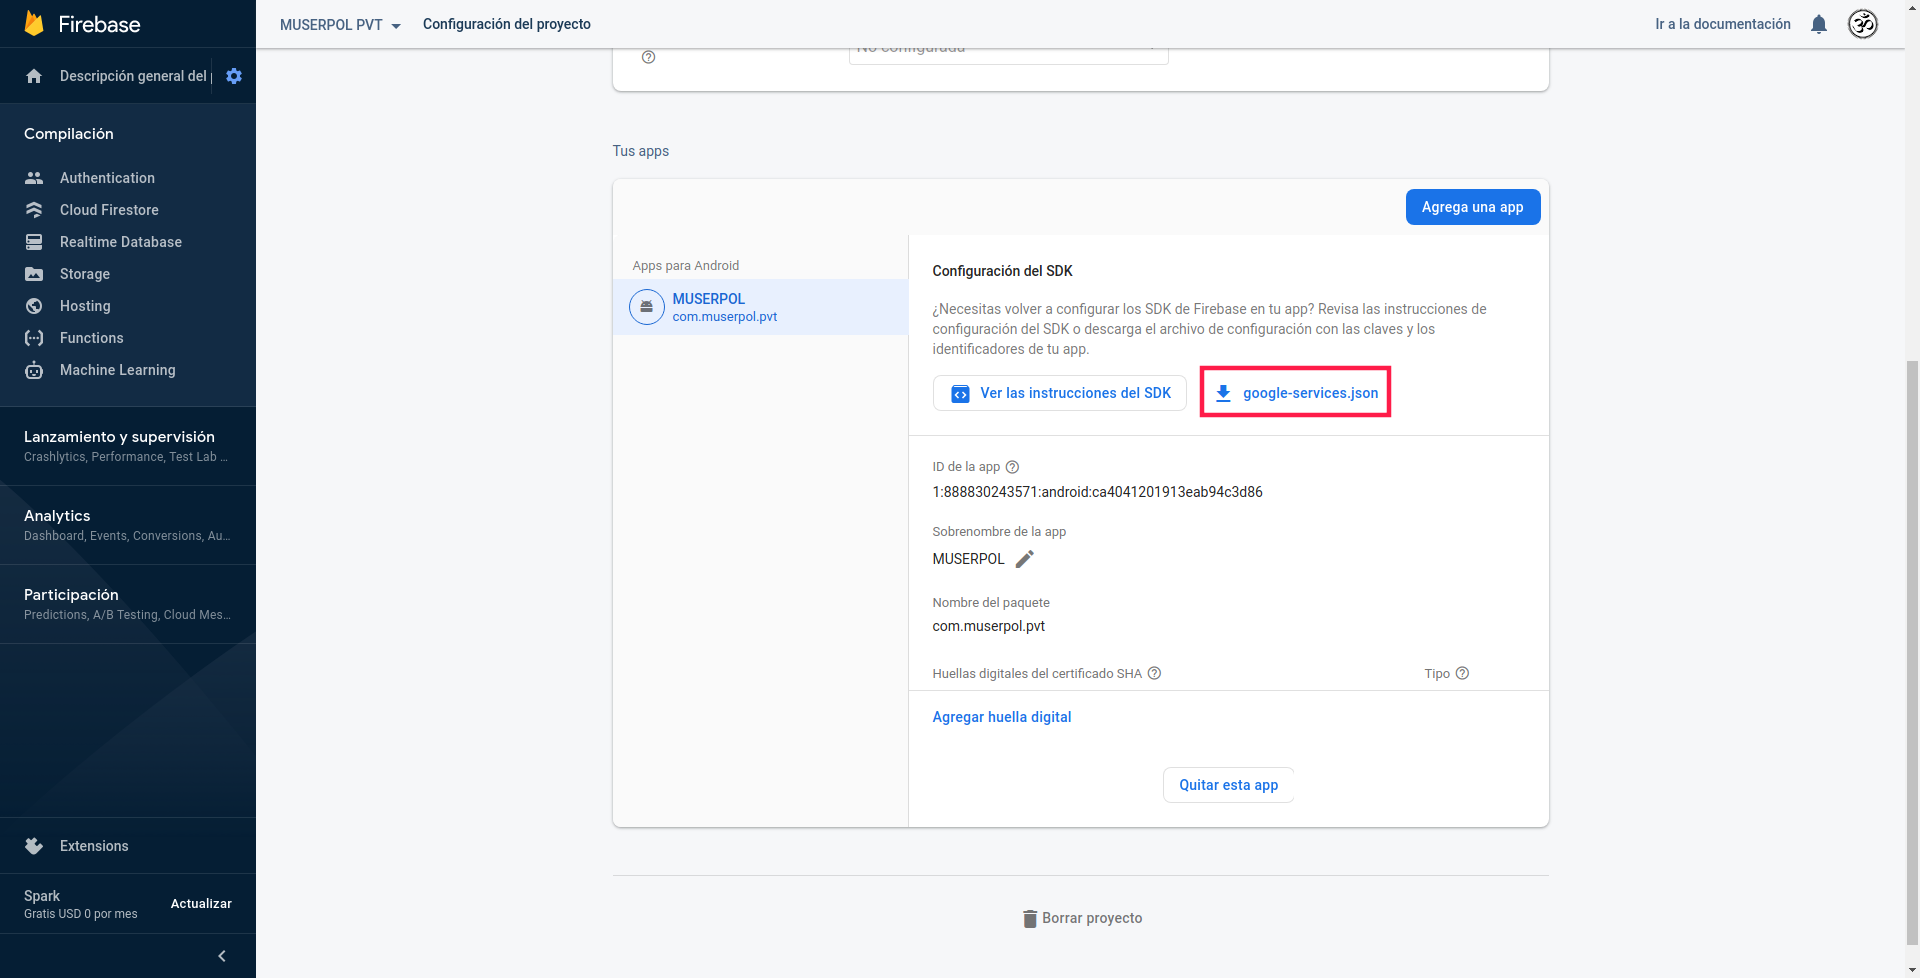 Firebase
MUSERPOL PVT
Configuración del proyecto
Ir a la documentación
Descripción general del
No configurada
Compilación
Authentication
Cloud Firestore
Realtime Database
Storage
Hosting
Functions
Machine Learning
Lanzamiento y supervisión
Crashlytics, Performance, Test Lab ...
Analytics
Dashboard, Events, Conversions, Au...
Participación
Predictions, A/B Testing, Cloud Mes...
Extensions
Spark
Gratis USD 0 por mes
Actualizar
Tus apps
Agrega una app
Apps para Android
MUSERPOL
com.muserpol.pvt
Configuración del SDK
¿Necesitas volver a configurar los SDK de Firebase en tu app? Revisa las instrucciones de
configuración del SDK o descarga el archivo de configuración con las claves y los
identificadores de tu app.
Ver las instrucciones del SDK
google-services.json
ID de la app
1:888830243571:android:ca4041201913eab94c3d86
Sobrenombre de la app
MUSERPOL
Nombre del paquete
com.muserpol.pvt
Huellas digitales del certificado SHA
Tipo
Agregar huella digital
Quitar esta app
Borrar proyecto